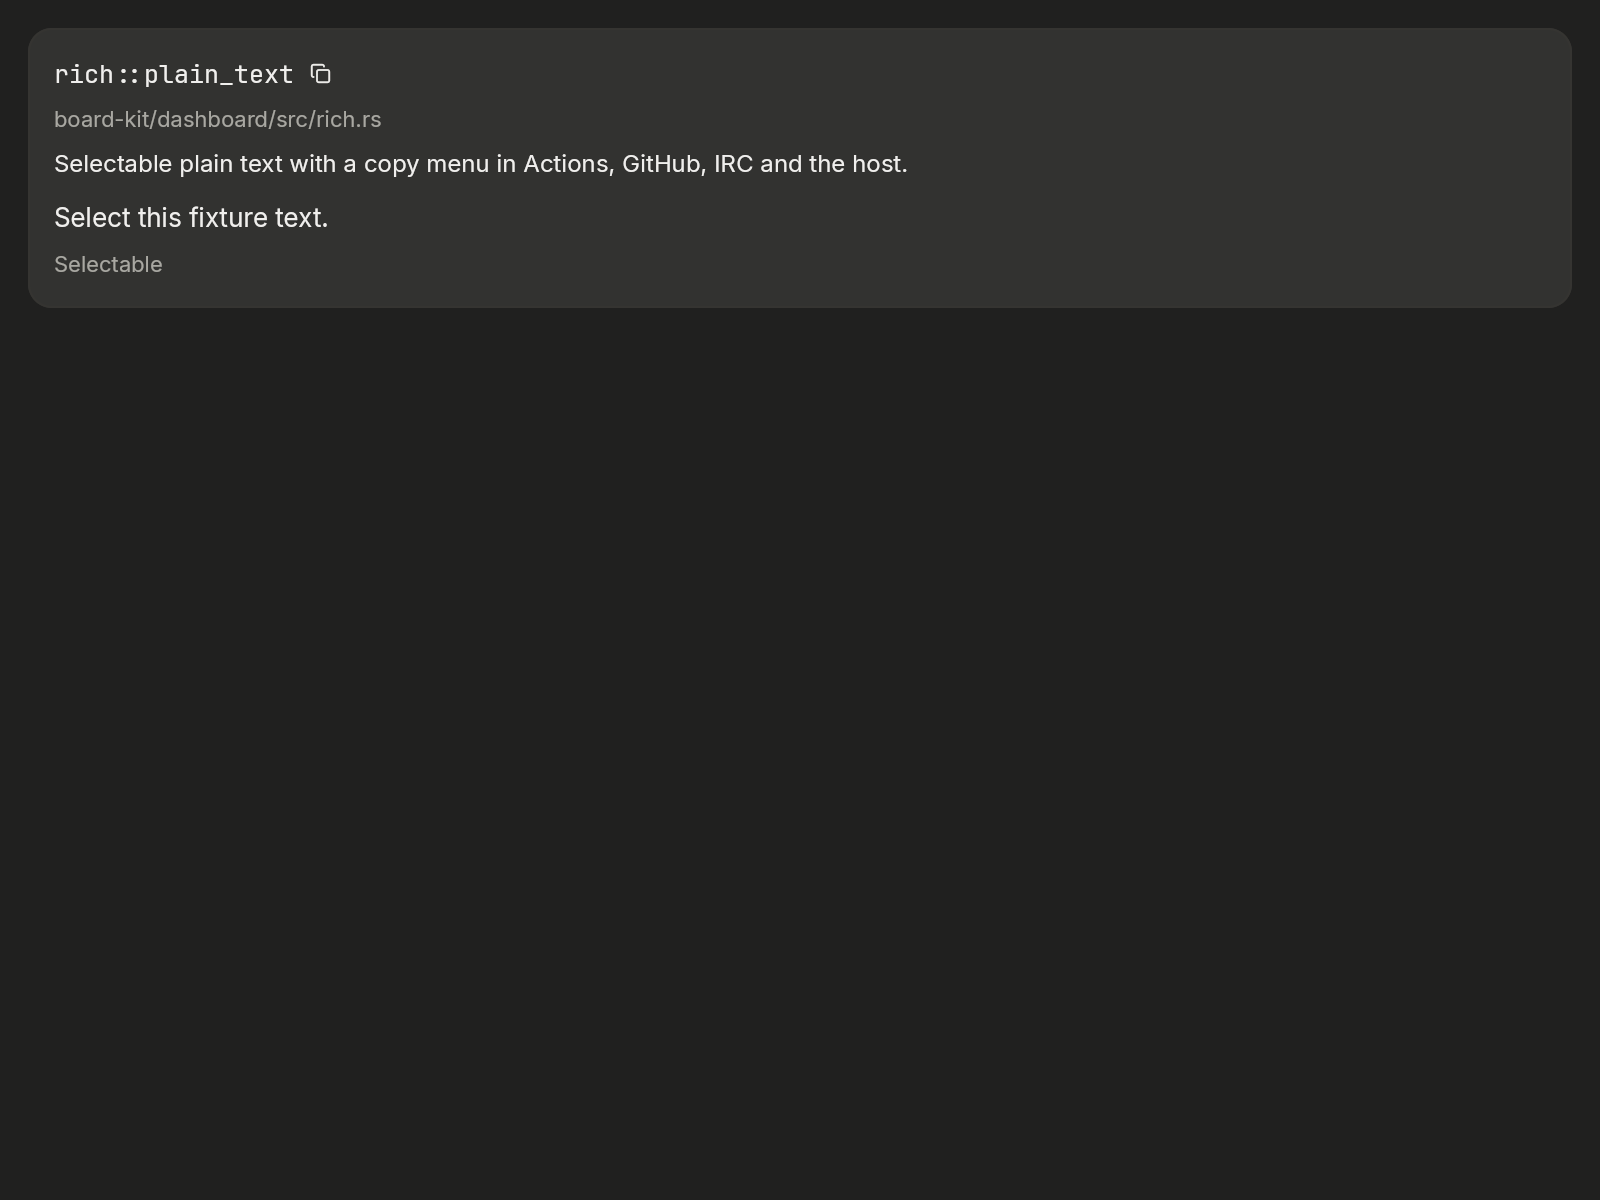 rich::plain_text
board-kit/dashboard/src/rich.rs
Selectable plain text with a copy menu in Actions, GitHub, IRC and the host.
Select this fixture text.
Selectable